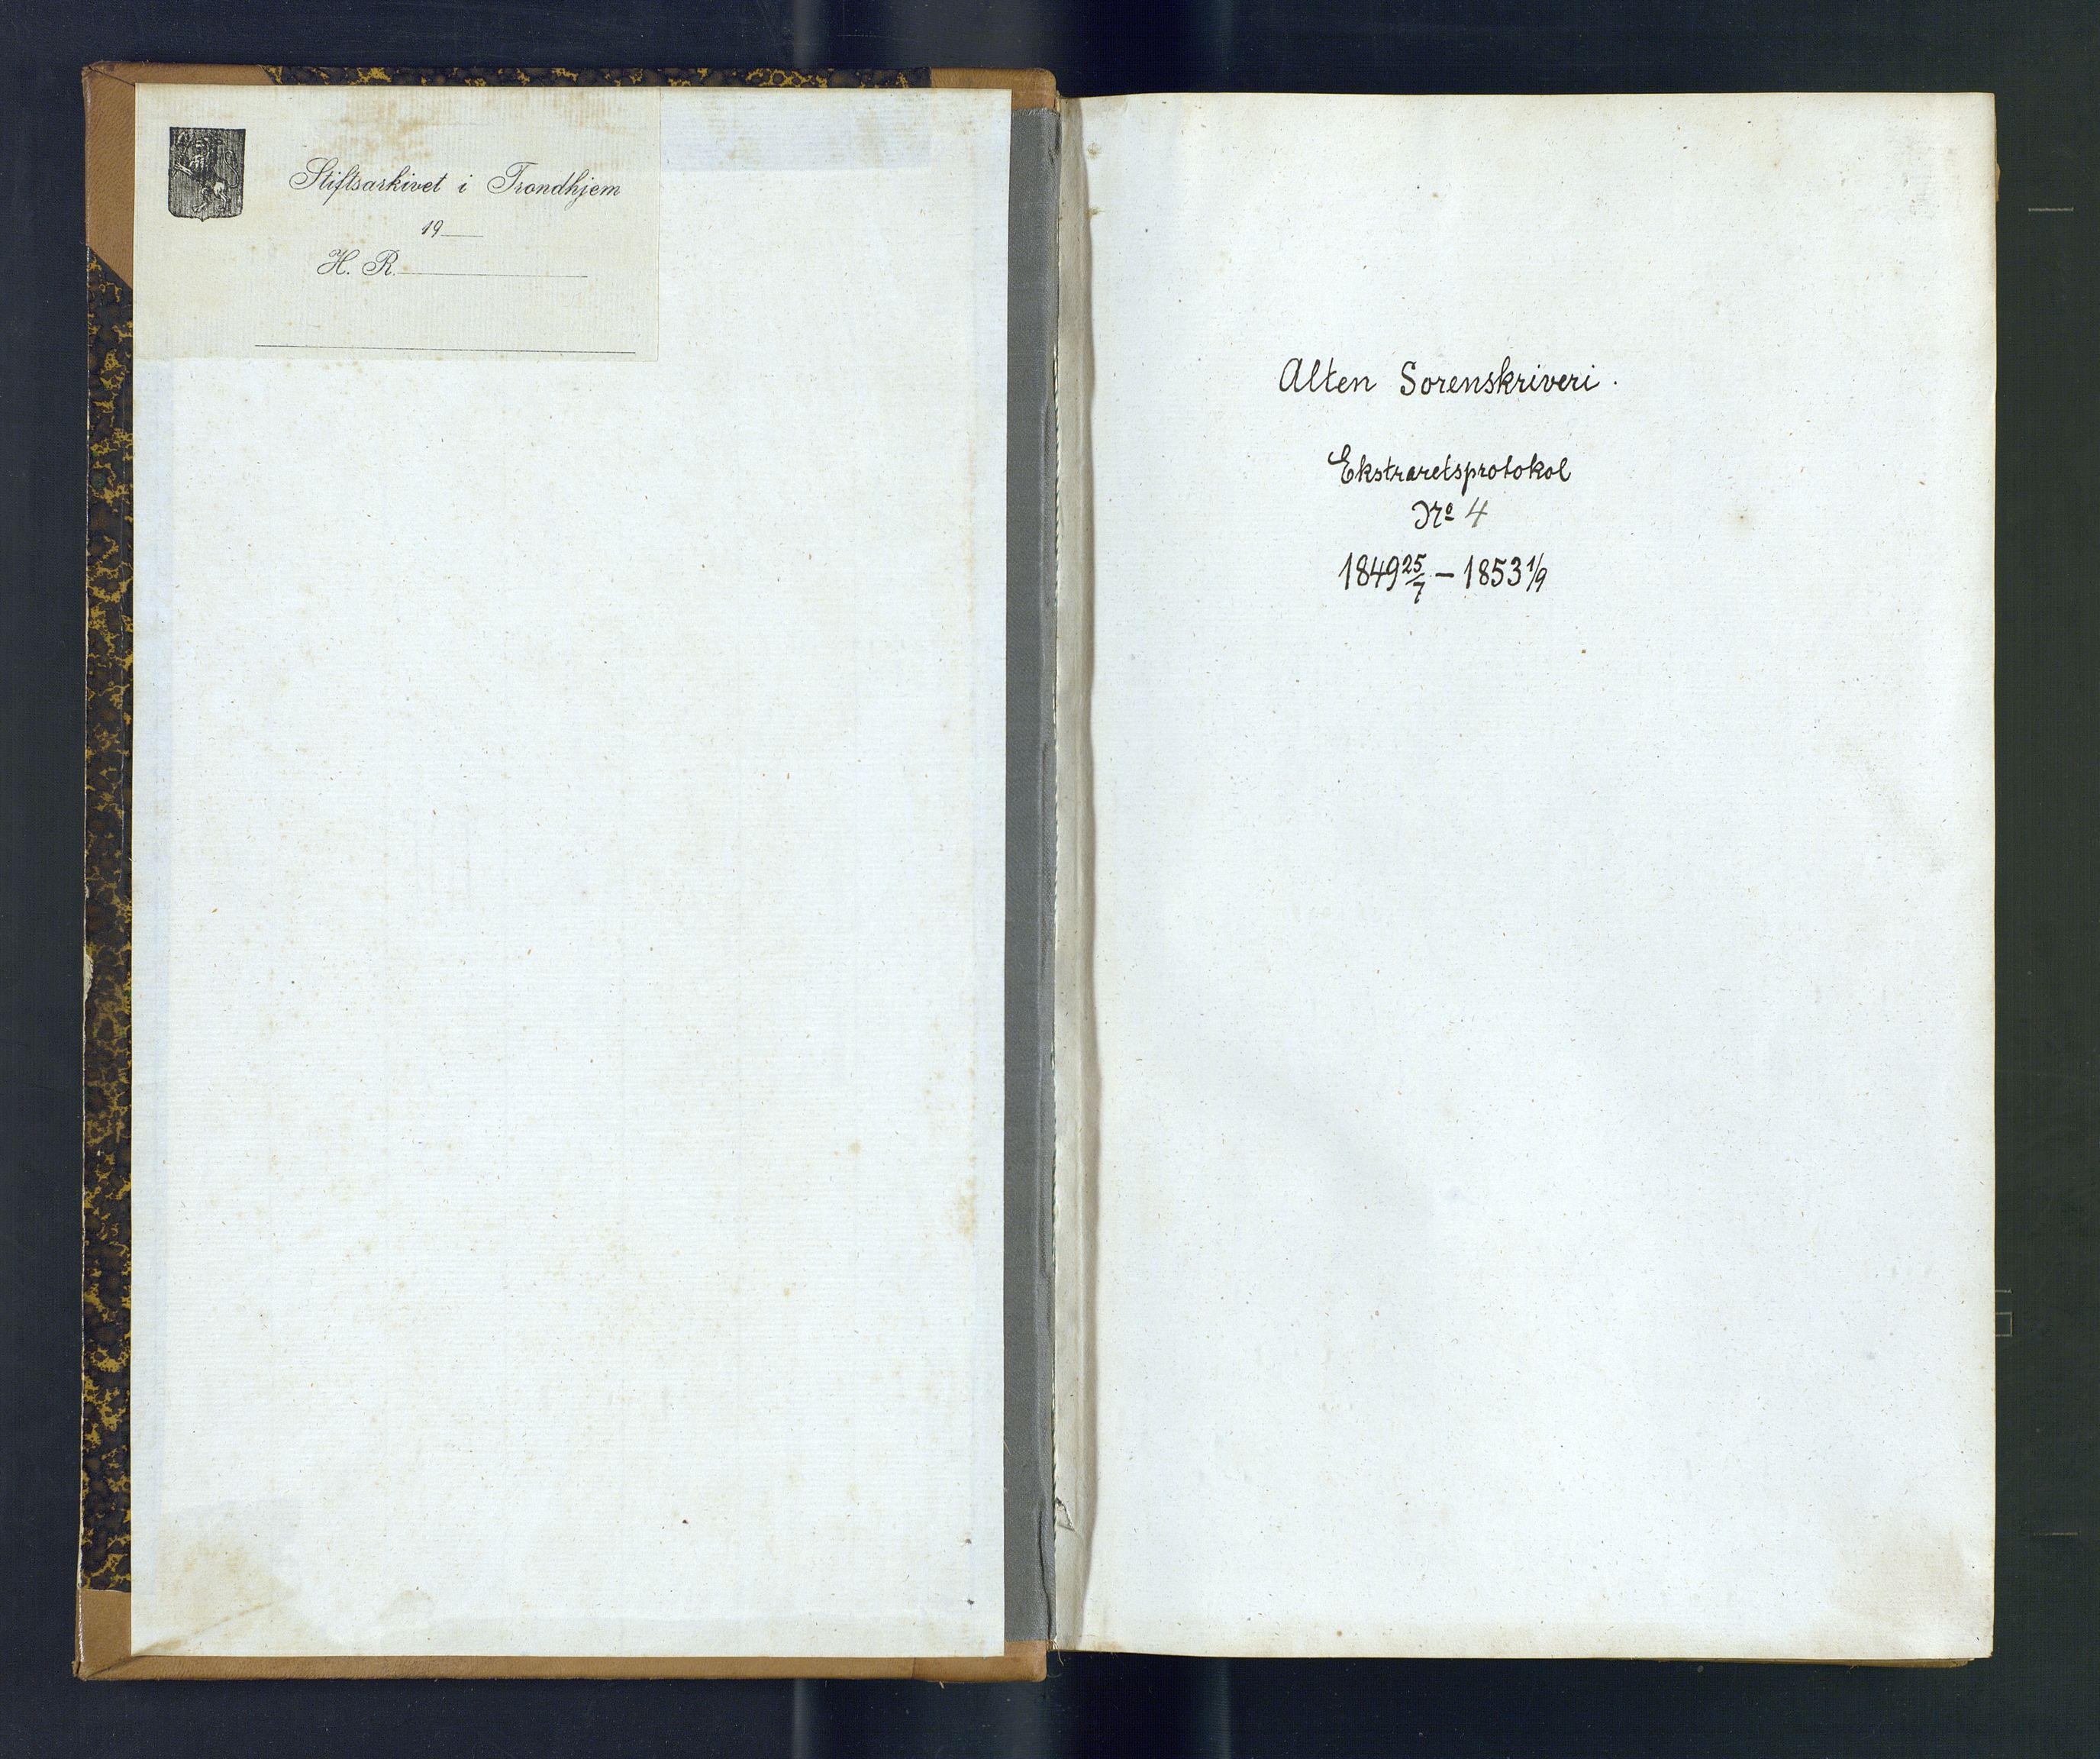 Stiftsarkivet i Trondhjem
19
H. R.
Alten Sorenskriveri.
Ekstraretsprotokol
No 4
1849 25/7 – 1853 1/9